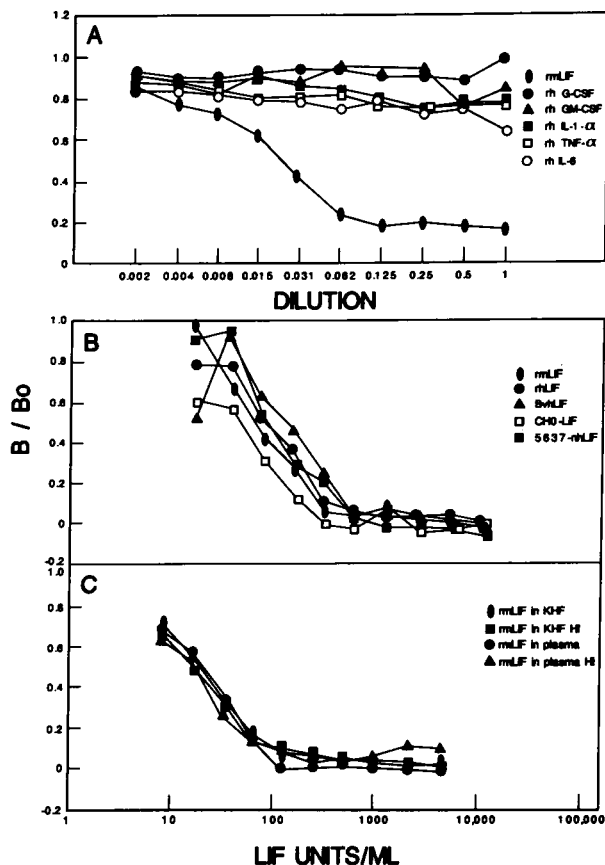 A
1.2
1.0
0.8
0.6
0.4
0.2
0
rmLIF
rh G-CSF
rh GM-CSF
rh IL-1-α
rh TNF-α
rh IL-6
0.002
0.004
0.008
0.015
0.031
0.062
0.125
0.25
0.5
1
DILUTION
B
1.0
0.8
0.6
0.4
0.2
0
-0.2
rmLIF
rhLIF
CHO-LIF
5637-nhLIF
B / Bo
C
1.0
0.8
0.6
0.4
0.2
0
-0.2
rmLIF in KHF
rmLIF in KHF HI
rmLIF in plasma
rmLIF in plasma HI
1
10
100
1000
10,000
100,000
LIF UNITS/ML